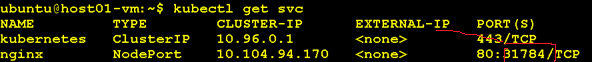 ubuntu@host01-vm:~$ kubectl get svc
NAME TYPE CLUSTER-IP EXTERNAL-IP PORT(S)
kubernetes ClusterIP 10.96.0.1 <none> 443/TCP
nginx NodePort 10.104.94.170 <none> 80:31784/TCP